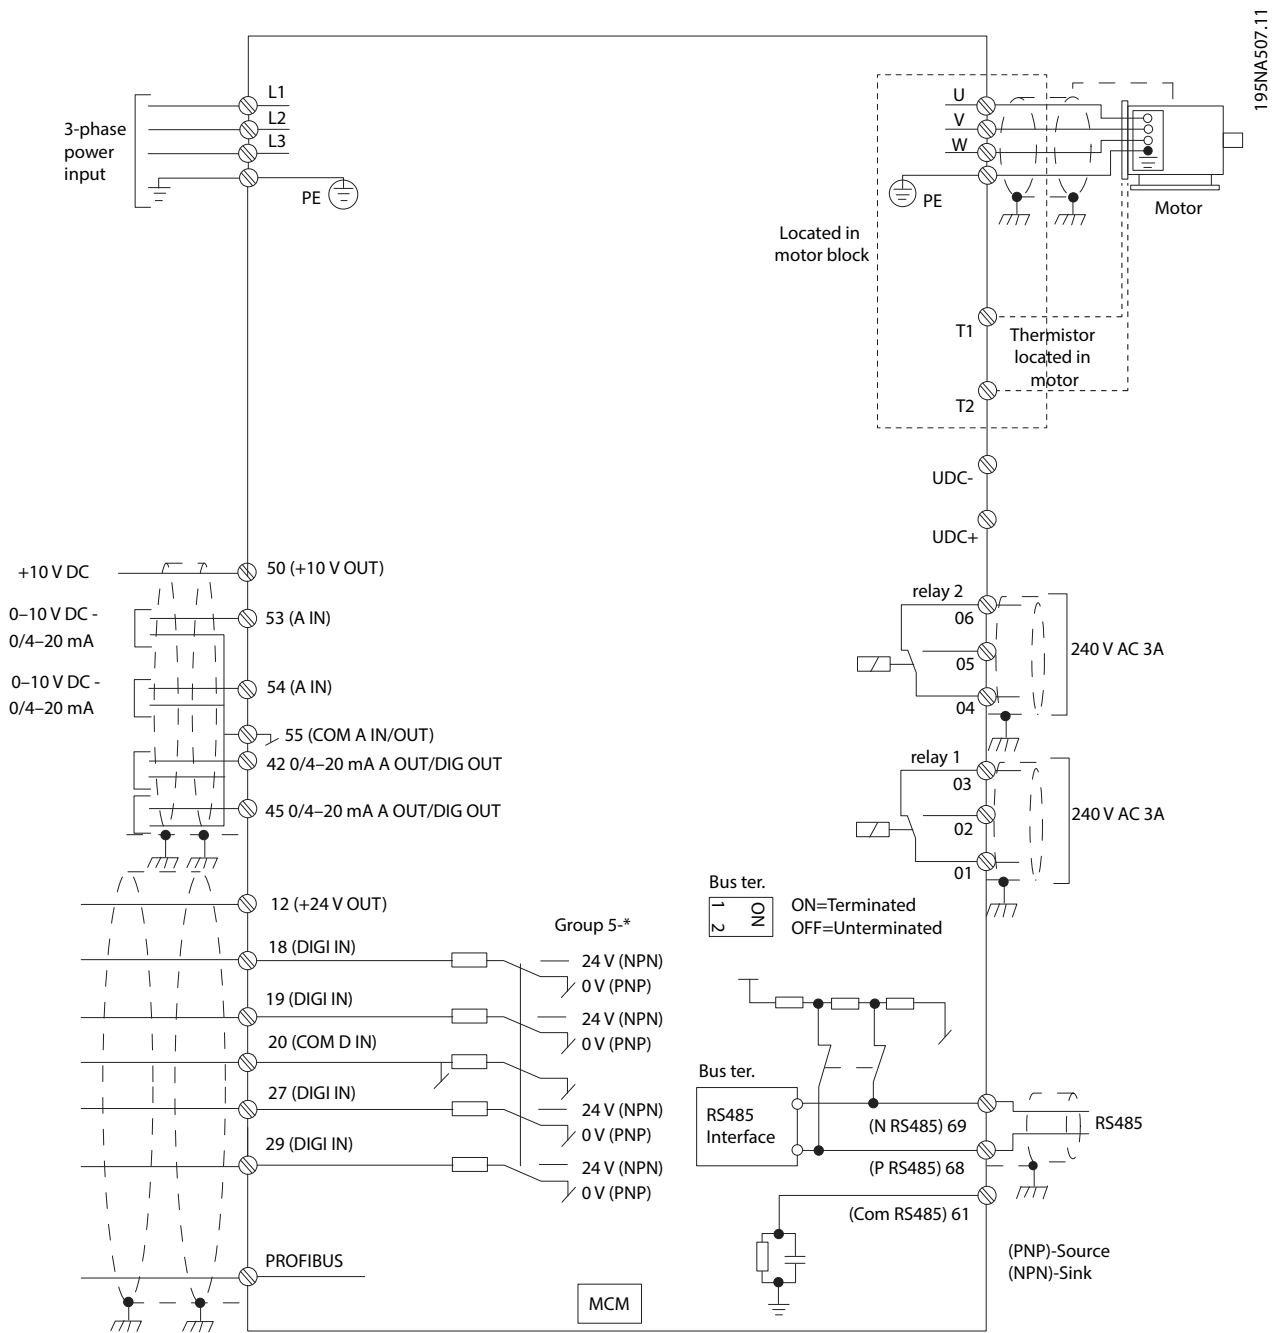 195NA507.11
3-phase
power
input
L1
L2
L3
PE
U
V
W
PE
Motor
Located in
motor block
T1
Thermistor
located in
motor
T2
UDC-
UDC+
+10 V DC
50 (+10 V OUT)
0–10 V DC -
0/4–20 mA
53 (A IN)
0–10 V DC -
0/4–20 mA
54 (A IN)
55 (COM A IN/OUT)
42 0/4–20 mA A OUT/DIG OUT
45 0/4–20 mA A OUT/DIG OUT
relay 2
06
05
04
240 V AC 3A
relay 1
03
02
01
240 V AC 3A
Bus ter.
1
2
ON
ON=Terminated
OFF=Unterminated
12 (+24 V OUT)
Group 5-*
18 (DIGI IN)
24 V (NPN)
0 V (PNP)
19 (DIGI IN)
24 V (NPN)
0 V (PNP)
20 (COM D IN)
27 (DIGI IN)
24 V (NPN)
0 V (PNP)
29 (DIGI IN)
24 V (NPN)
0 V (PNP)
PROFIBUS
Bus ter.
RS485
Interface
(N RS485) 69
RS485
(P RS485) 68
(Com RS485) 61
(PNP)-Source
(NPN)-Sink
MCM